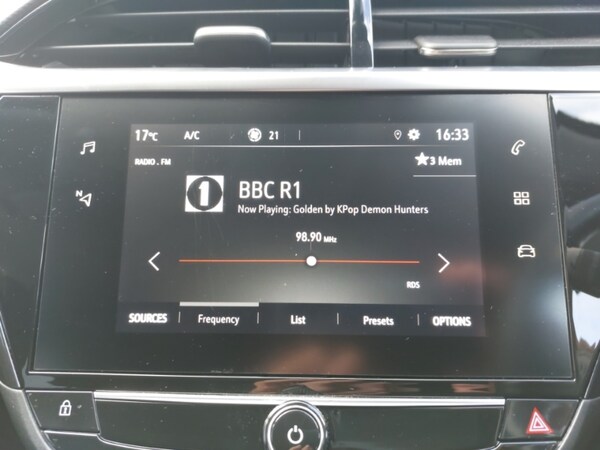 17°C A/C 21 16:33
RADIO . FM ★3 Mem
1 BBC R1
Now Playing: Golden by KPop Demon Hunters
98.90 MHz
RDS
SOURCES Frequency List Presets OPTIONS
N